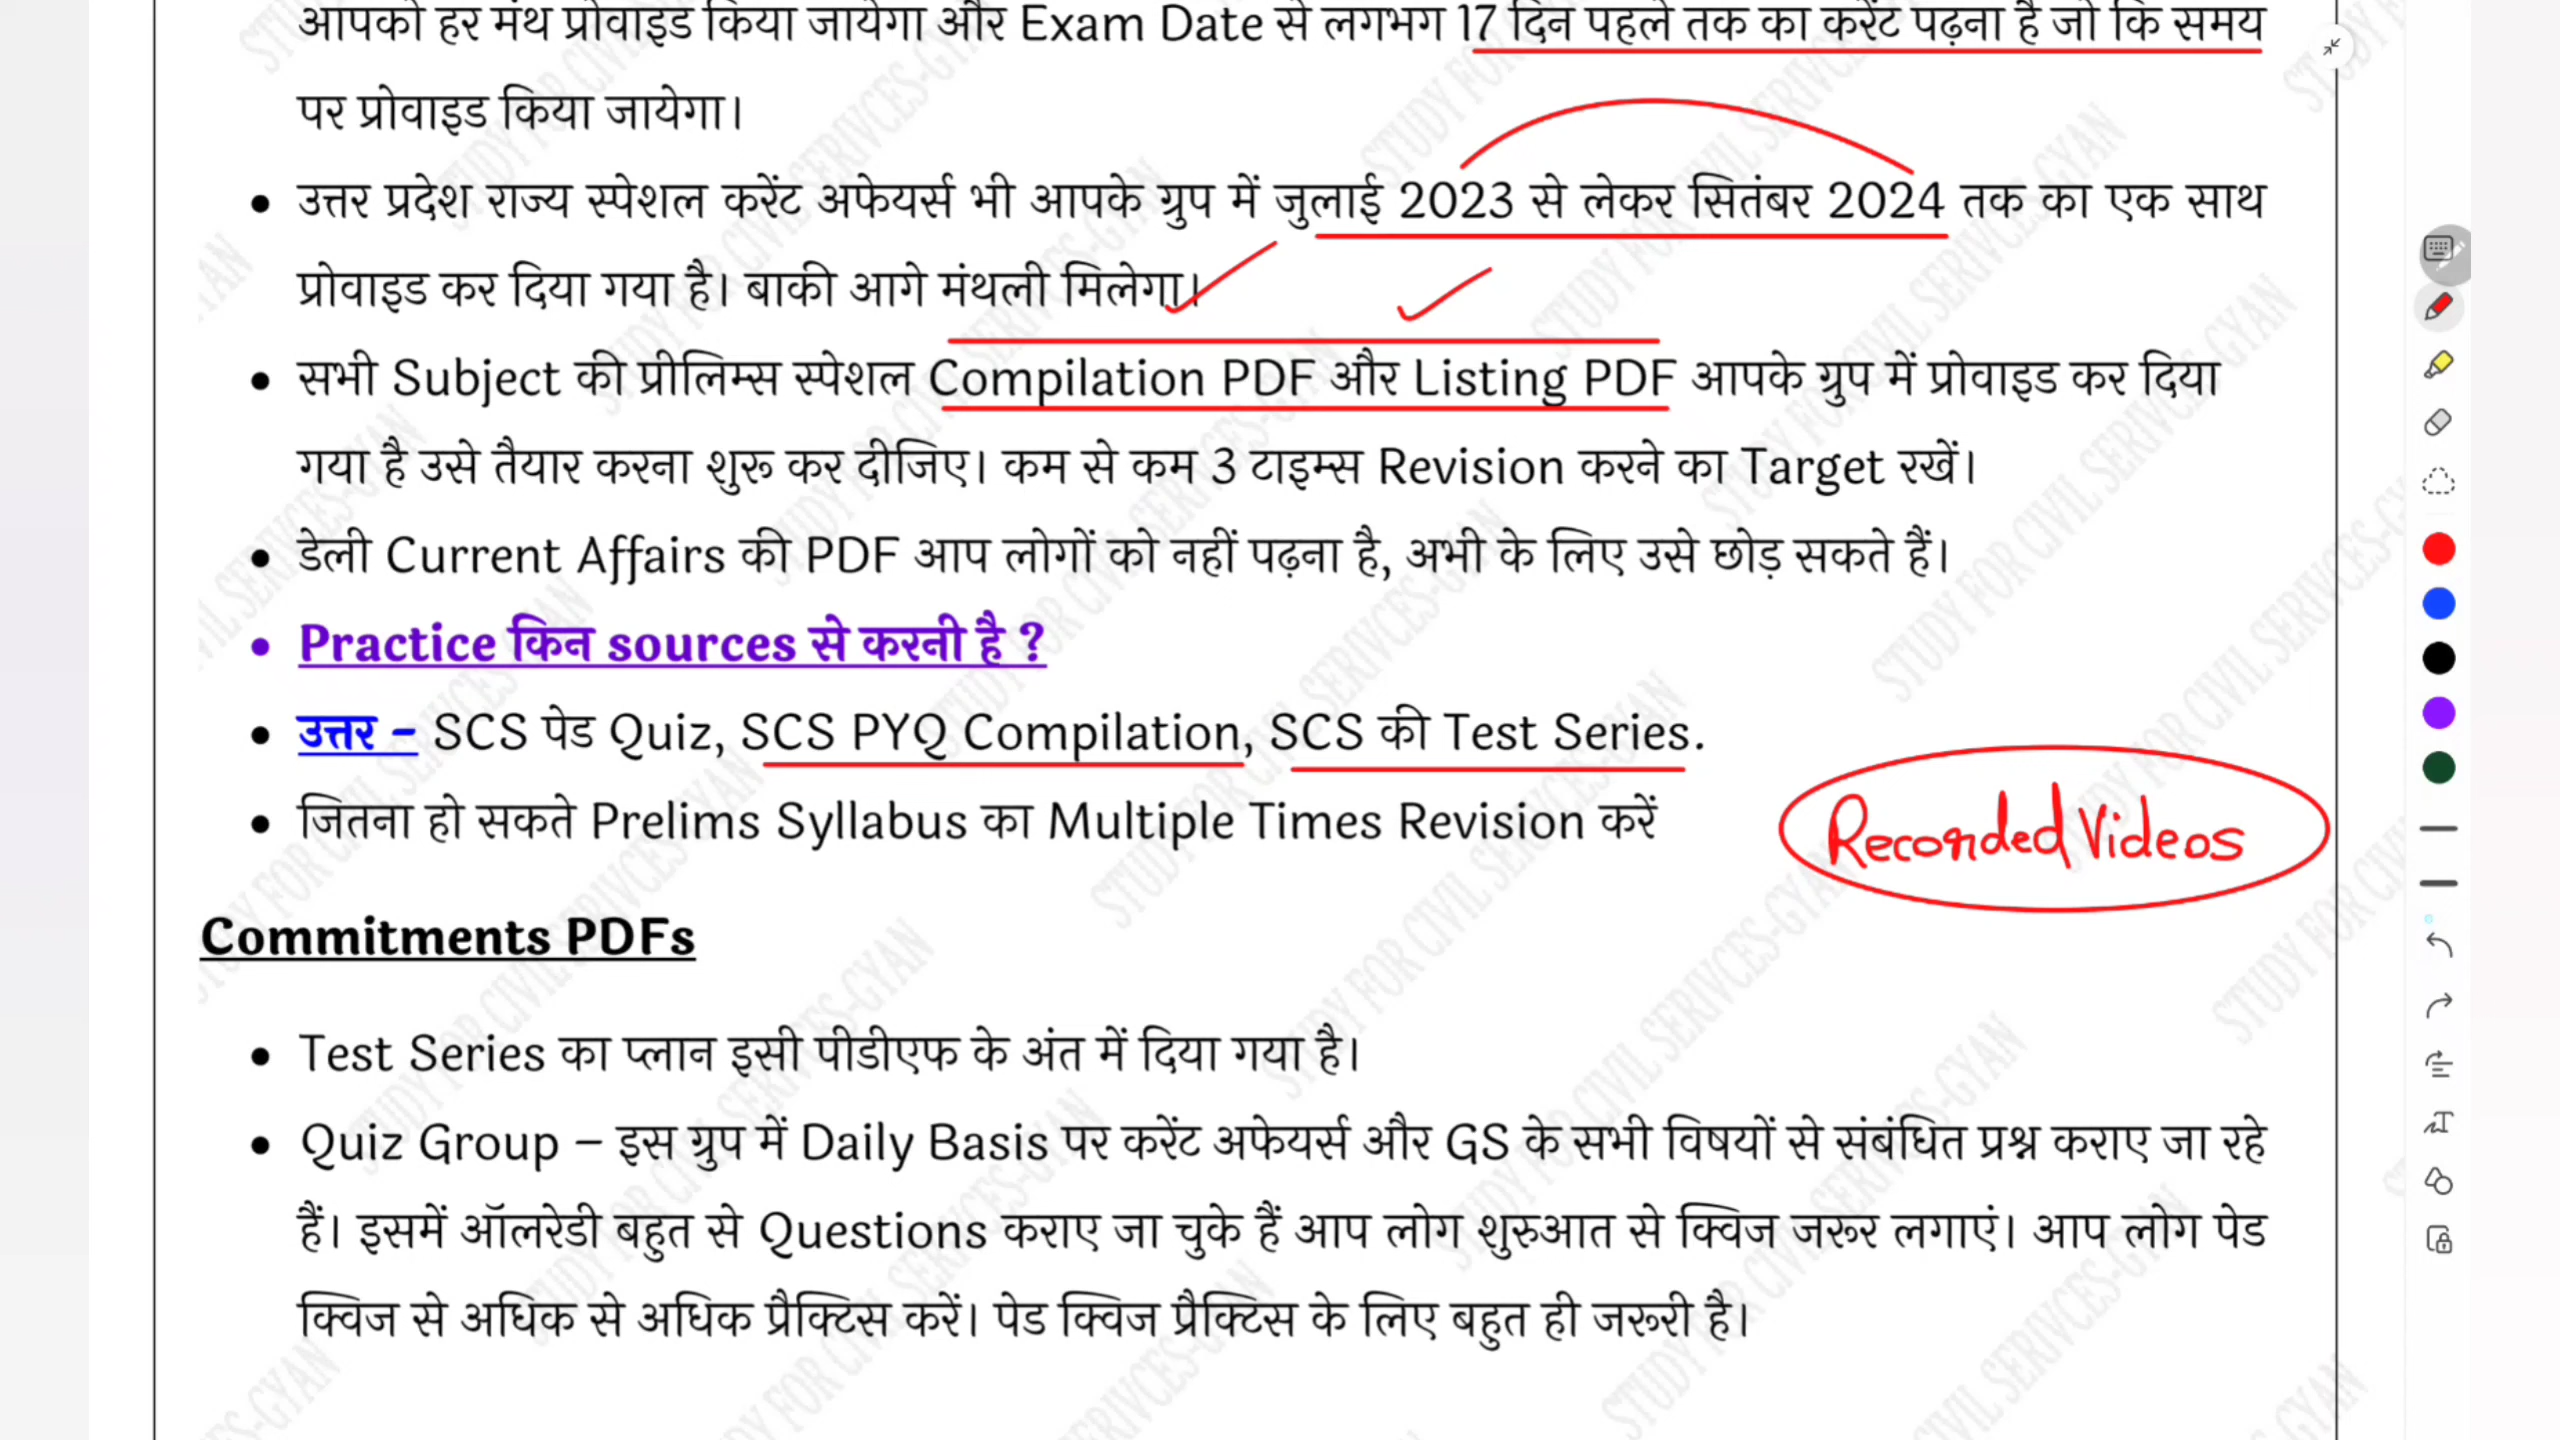 आपको हर मंथ प्रोवाइड किया जायेगा और Exam Date से लगभग 17 दिन पहले तक का करेंट पढ़ना है जो कि समय
पर प्रोवाइड किया जायेगा।
• उत्तर प्रदेश राज्य स्पेशल करेंट अफेयर्स भी आपके ग्रुप में जुलाई 2023 से लेकर सितंबर 2024 तक का एक साथ
प्रोवाइड कर दिया गया है। बाकी आगे मंथली मिलेगा।
• सभी Subject की प्रीलिम्स स्पेशल Compilation PDF और Listing PDF आपके ग्रुप में प्रोवाइड कर दिया
गया है उसे तैयार करना शुरू कर दीजिए। कम से कम 3 टाइम्स Revision करने का Target रखें।
• डेली Current Affairs की PDF आप लोगों को नहीं पढ़ना है, अभी के लिए उसे छोड़ सकते हैं।
• Practice किन sources से करनी है ?
• उत्तर – SCS पेड Quiz, SCS PYQ Compilation, SCS की Test Series.
• जितना हो सकते Prelims Syllabus का Multiple Times Revision करें
Recorded Videos
Commitments PDFs
• Test Series का प्लान इसी पीडीएफ के अंत में दिया गया है।
• Quiz Group – इस ग्रुप में Daily Basis पर करेंट अफेयर्स और GS के सभी विषयों से संबंधित प्रश्न कराए जा रहे
हैं। इसमें ऑलरेडी बहुत से Questions कराए जा चुके हैं आप लोग शुरुआत से क्विज जरूर लगाएं। आप लोग पेड
क्विज से अधिक से अधिक प्रैक्टिस करें। पेड क्विज प्रैक्टिस के लिए बहुत ही जरूरी है।
STUDY FOR CIVIL SERIVCES-GYAN